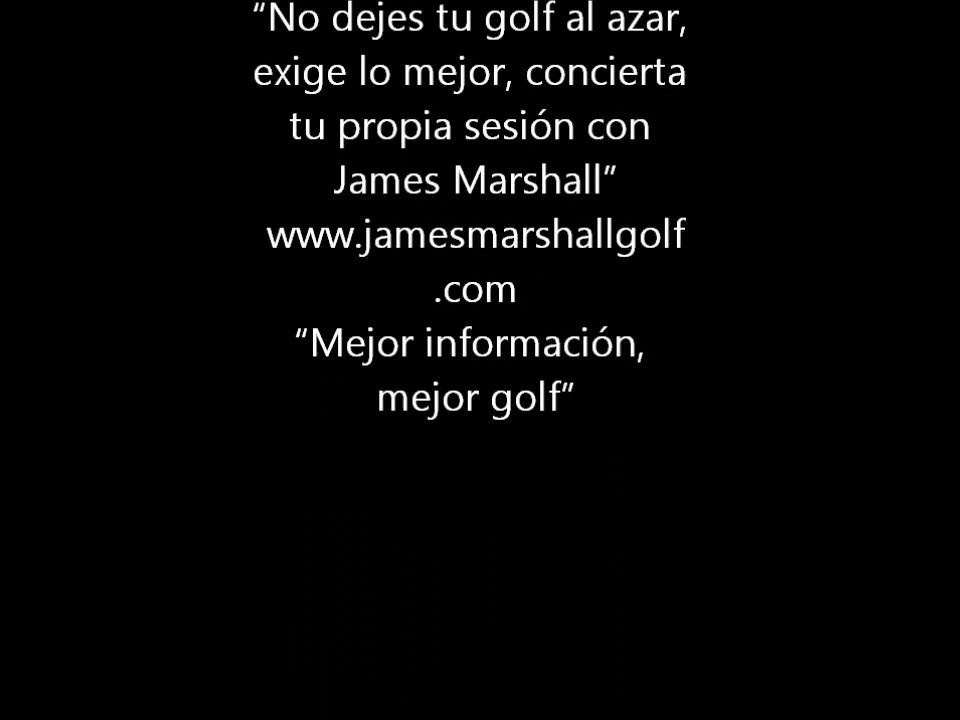 “No dejes tu golf al azar,
exige lo mejor, concierta
tu propia sesión con
James Marshall”
www.jamesmarshallgolf
.com
“Mejor información,
mejor golf”